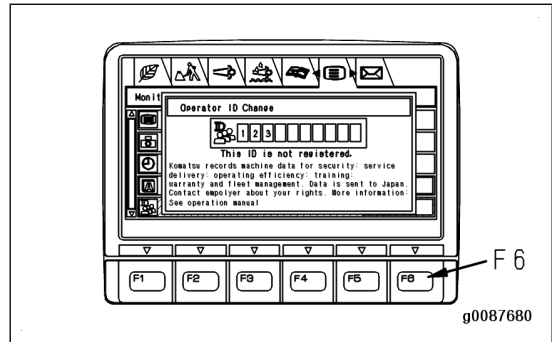 Monit
Operator ID Change
ID 1 2 3
This ID is not registered.
Komatsu records machine data for security: service
delivery: operating efficiency: training:
warranty and fleet management. Data is sent to Japan.
Contact empolyer about your rights. More information:
See operation manual
F1 F2 F3 F4 F5 F6
F6
g0087680